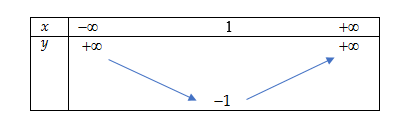 x −∞ 1 +∞
y +∞ +∞
−1